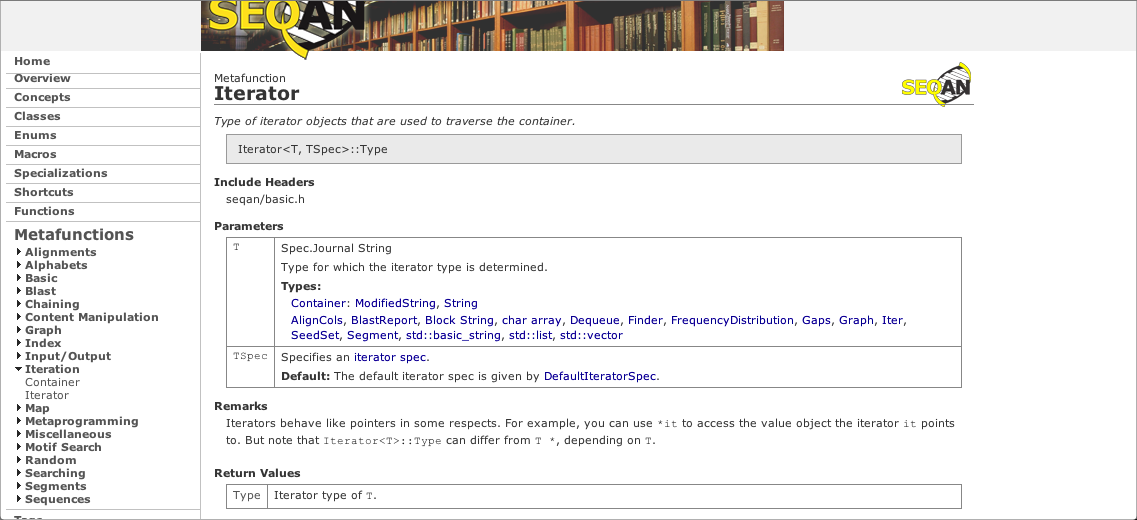 SEQAN
Home
Overview
Concepts
Classes
Enums
Macros
Specializations
Shortcuts
Functions
Metafunctions
Alignments
Alphabets
Basic
Blast
Chaining
Content Manipulation
Graph
Index
Input/Output
Iteration
Container
Iterator
Map
Metaprogramming
Miscellaneous
Motif Search
Random
Searching
Segments
Sequences
Metafunction
Iterator
SEQAN
Type of iterator objects that are used to traverse the container.
Iterator<T, TSpec>::Type
Include Headers
seqan/basic.h
Parameters
T
Spec.Journal String
Type for which the iterator type is determined.
Types:
Container: ModifiedString, String
AlignCols, BlastReport, Block String, char array, Dequeue, Finder, FrequencyDistribution, Gaps, Graph, Iter,
SeedSet, Segment, std::basic_string, std::list, std::vector
TSpec
Specifies an iterator spec.
Default: The default iterator spec is given by DefaultIteratorSpec.
Remarks
Iterators behave like pointers in some respects. For example, you can use *it to access the value object the iterator it points
to. But note that Iterator<T>::Type can differ from T *, depending on T.
Return Values
Type
Iterator type of T.